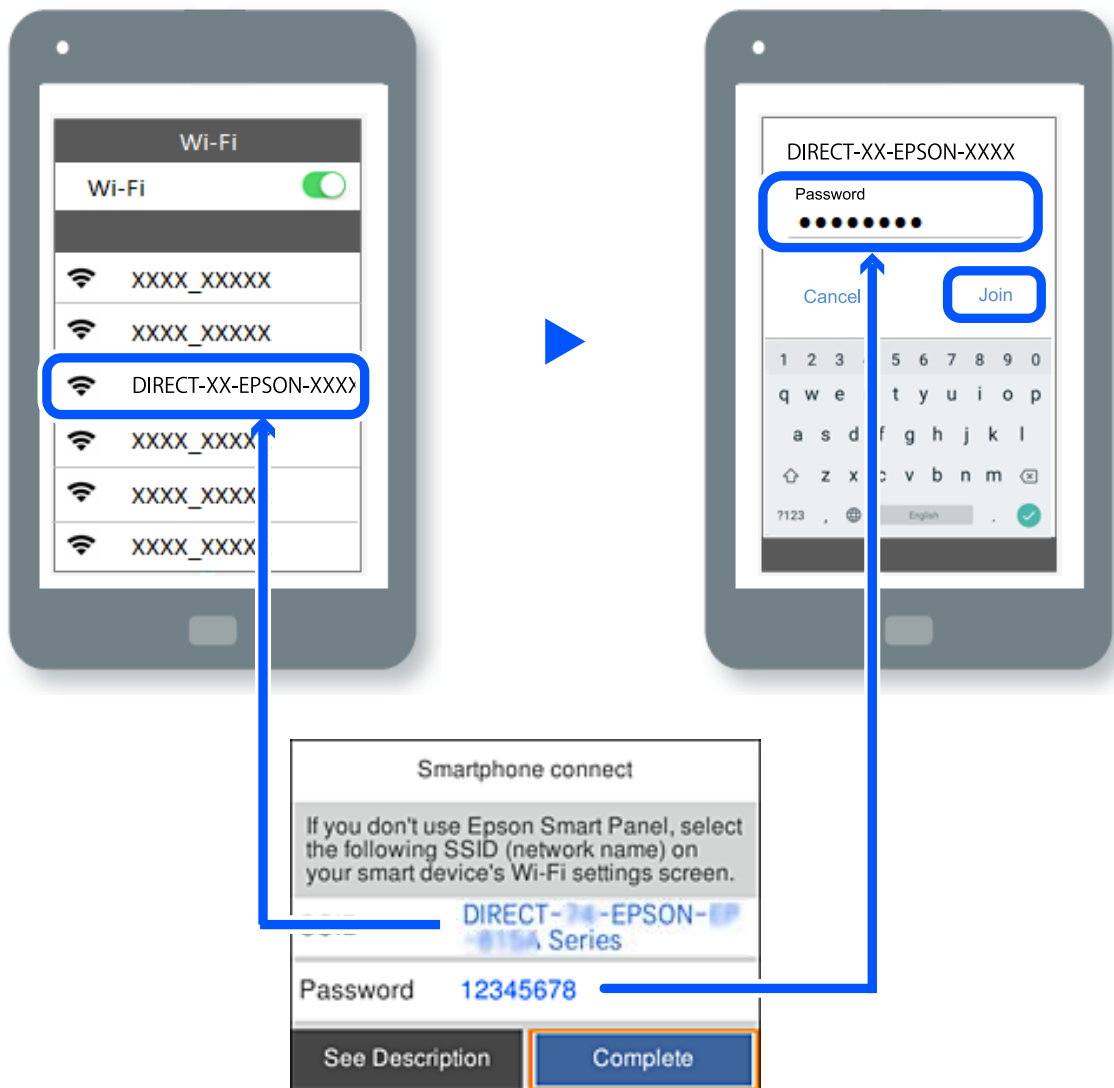 Wi-Fi
Wi-Fi
XXXX_XXXXX
XXXX_XXXXX
DIRECT-XX-EPSON-XXXX
XXXX_XXXX
XXXX_XXXX
XXXX_XXXX
DIRECT-XX-EPSON-XXXX
Password
••••••••
Cancel
Join
1 2 3 5 6 7 8 9 0
q w e t y u i o p
a s d f g h j k l
z x c v b n m
?123 , English .
Smartphone connect
If you don't use Epson Smart Panel, select
the following SSID (network name) on
your smart device's Wi-Fi settings screen.
DIRECT- -EPSON-
Series
Password 12345678
See Description
Complete